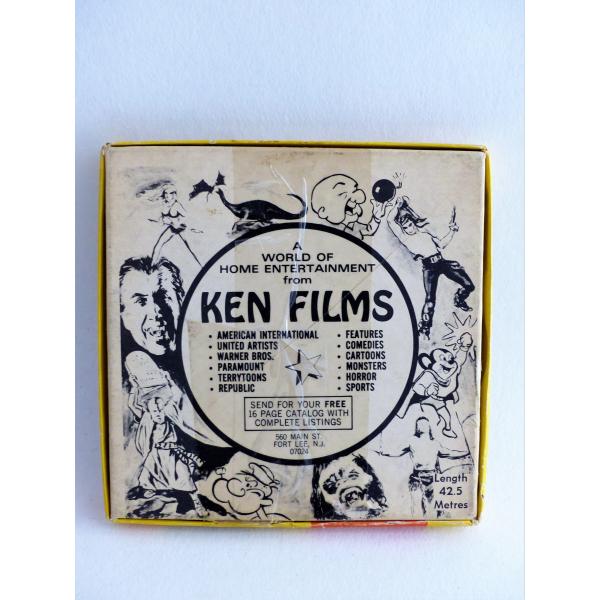 A
WORLD OF
HOME ENTERTAINMENT
from
KEN FILMS
• AMERICAN INTERNATIONAL
• UNITED ARTISTS
• WARNER BROS.
• PARAMOUNT
• TERRYTOONS
• REPUBLIC
• FEATURES
• COMEDIES
• CARTOONS
• MONSTERS
• HORROR
• SPORTS
SEND FOR YOUR FREE
16 PAGE CATALOG WITH
COMPLETE LISTINGS
560 MAIN ST.
FORT LEE, N.J.
07024
Length
42.5
Metres